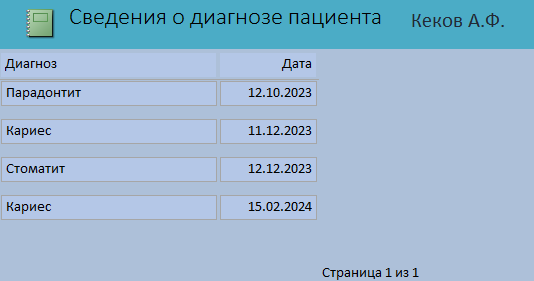 Сведения о диагнозе пациента Кеков А.Ф.
Диагноз Дата
Парадонтит 12.10.2023
Кариес 11.12.2023
Стоматит 12.12.2023
Кариес 15.02.2024
Страница 1 из 1